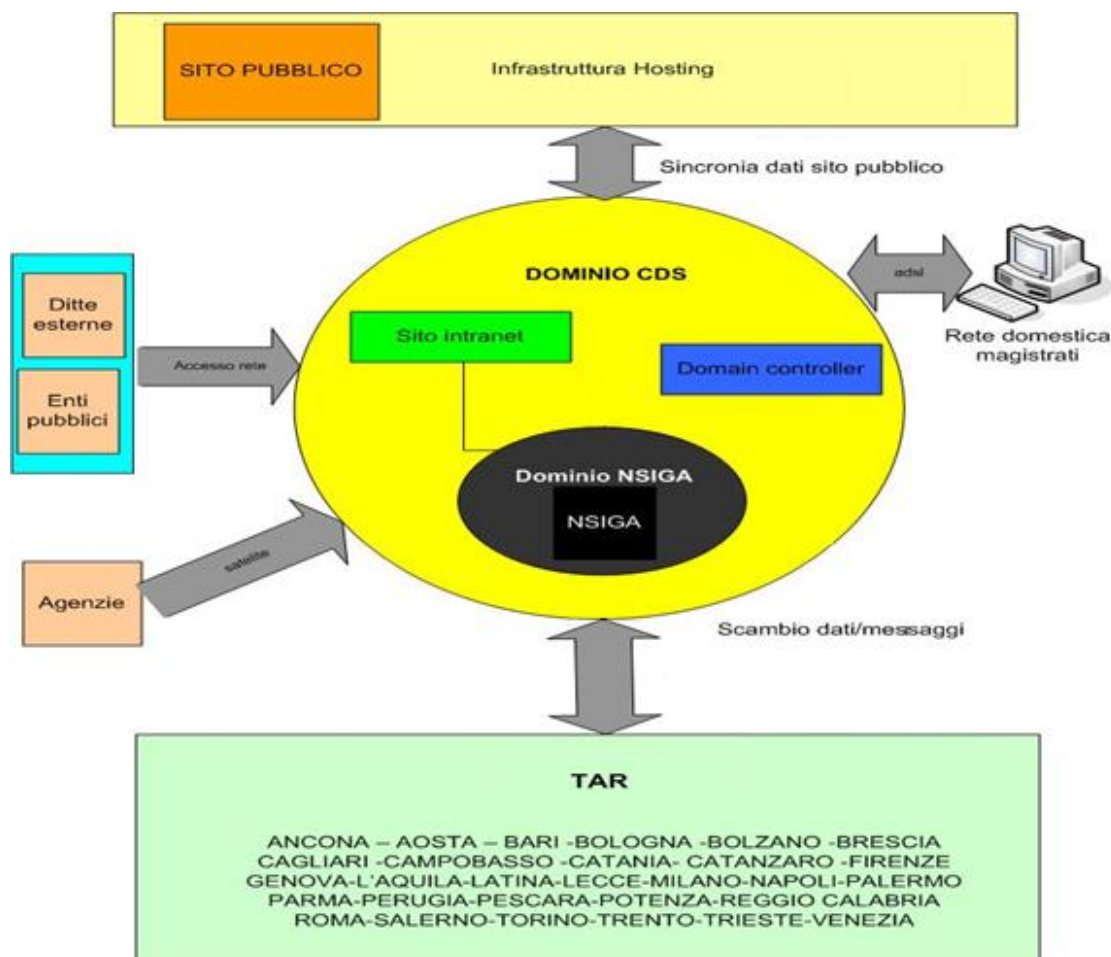 SITO PUBBLICO
Infrastruttura Hosting
Sincronia dati sito pubblico
DOMINIO CDS
adsl
Ditte
esterne
Sito intranet
Rete domestica
magistrati
Accesso rete
Domain controller
Enti
pubblici
Dominio NSIGA
NSIGA
satelite
Agenzie
Scambio dati/messaggi
TAR
ANCONA – AOSTA – BARI -BOLOGNA -BOLZANO -BRESCIA
CAGLIARI -CAMPOBASSO -CATANIA- CATANZARO -FIRENZE
GENOVA-L'AQUILA-LATINA-LECCE-MILANO-NAPOLI-PALERMO
PARMA-PERUGIA-PESCARA-POTENZA-REGGIO CALABRIA
ROMA-SALERNO-TORINO-TRENTO-TRIESTE-VENEZIA